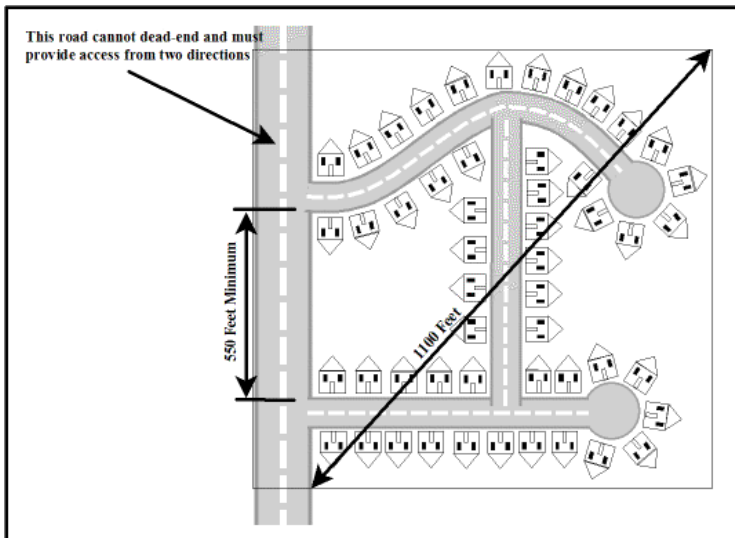 This road cannot dead-end and must
provide access from two directions
550 Feet Minimum
1100 Feet